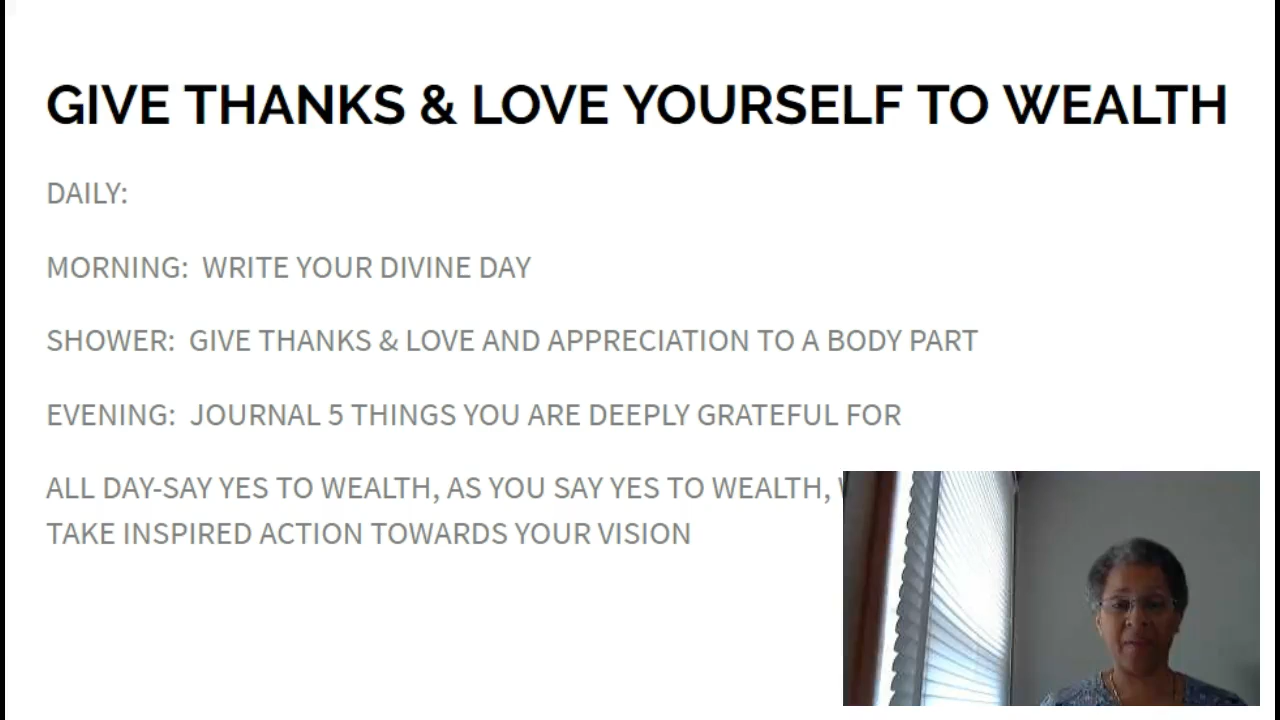 GIVE THANKS & LOVE YOURSELF TO WEALTH
DAILY:
MORNING: WRITE YOUR DIVINE DAY
SHOWER: GIVE THANKS & LOVE AND APPRECIATION TO A BODY PART
EVENING: JOURNAL 5 THINGS YOU ARE DEEPLY GRATEFUL FOR
ALL DAY-SAY YES TO WEALTH, AS YOU SAY YES TO WEALTH,
TAKE INSPIRED ACTION TOWARDS YOUR VISION